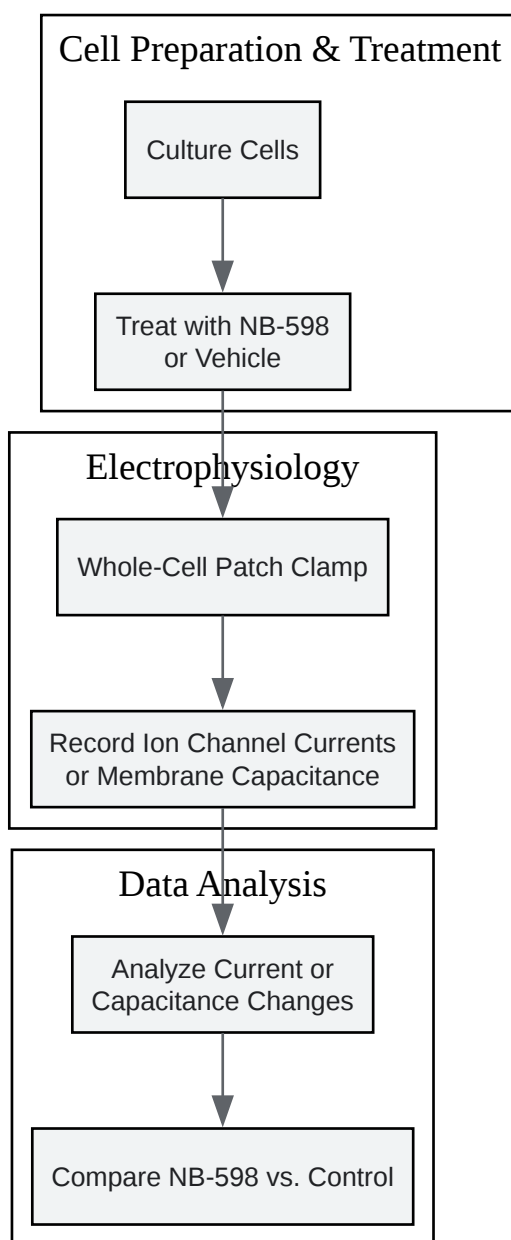 Cell Preparation & Treatment
Culture Cells
Treat with NB-598
or Vehicle
Electrophysiology
Whole-Cell Patch Clamp
Record Ion Channel Currents
or Membrane Capacitance
Data Analysis
Analyze Current or
Capacitance Changes
Compare NB-598 vs. Control